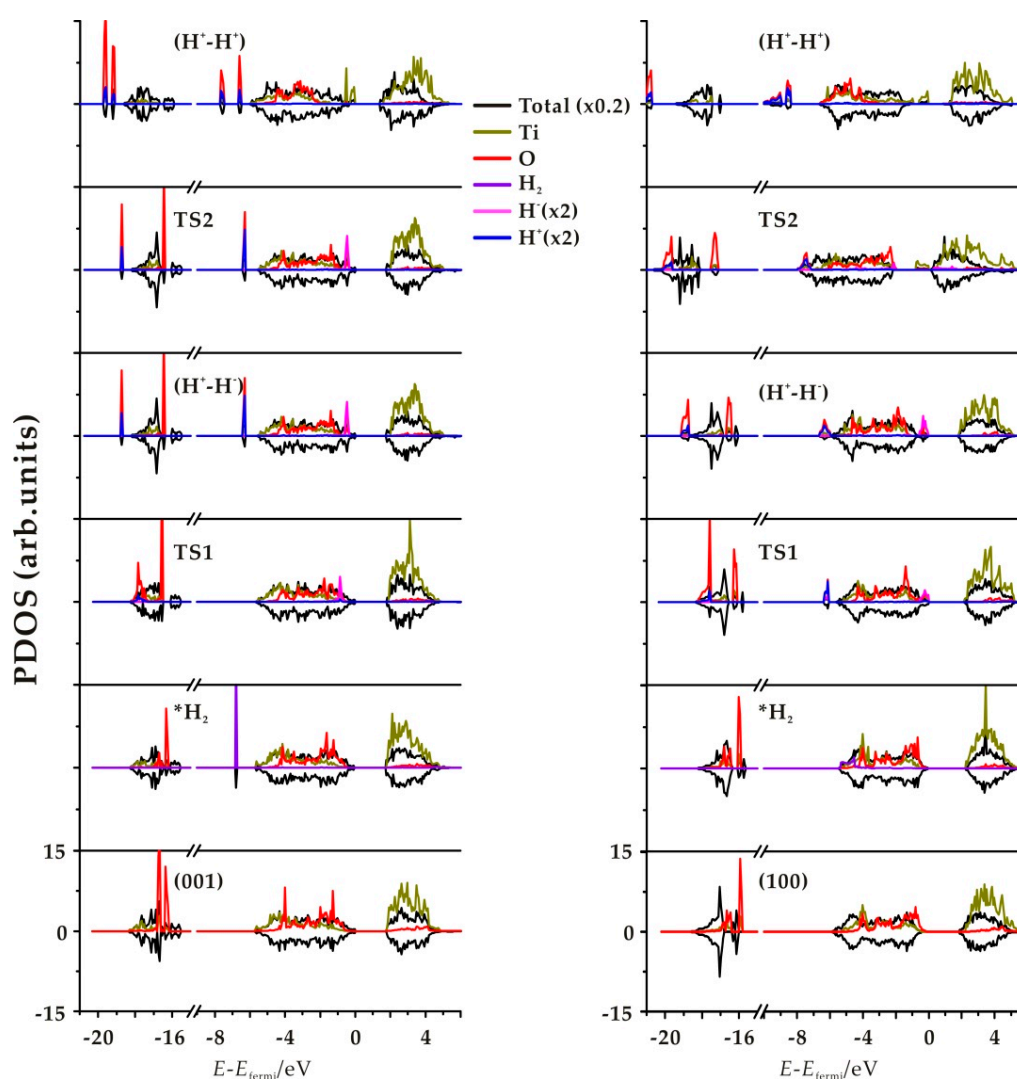 PDOS (arb.units)
(H⁺-H⁺)
TS2
(H⁺-H⁻)
TS1
*H₂
(001)
15
0
-15
-20 -16 -8 -4 0 4
E-E_fermi/eV
Total (x0.2)
Ti
O
H₂
H⁻(x2)
H⁺(x2)
(H⁺-H⁺)
TS2
(H⁺-H⁻)
TS1
*H₂
(100)
15
0
-15
-20 -16 -8 -4 0 4
E-E_fermi/eV